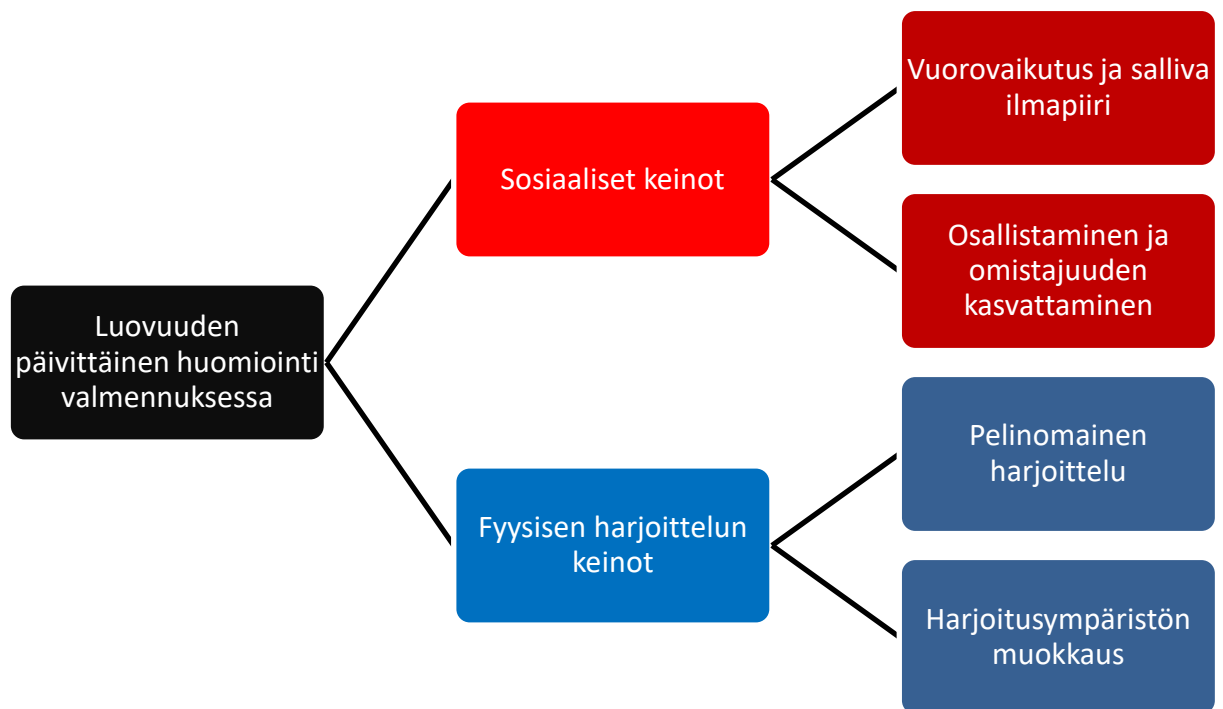 Luovuuden
päivittäinen huomiointi
valmennuksessa
Sosiaaliset keinot
Vuorovaikutus ja salliva
ilmapiiri
Osallistaminen ja
omistajuuden
kasvattaminen
Fyysisen harjoittelun
keinot
Pelinomainen
harjoittelu
Harjoitusympäristön
muokkaus